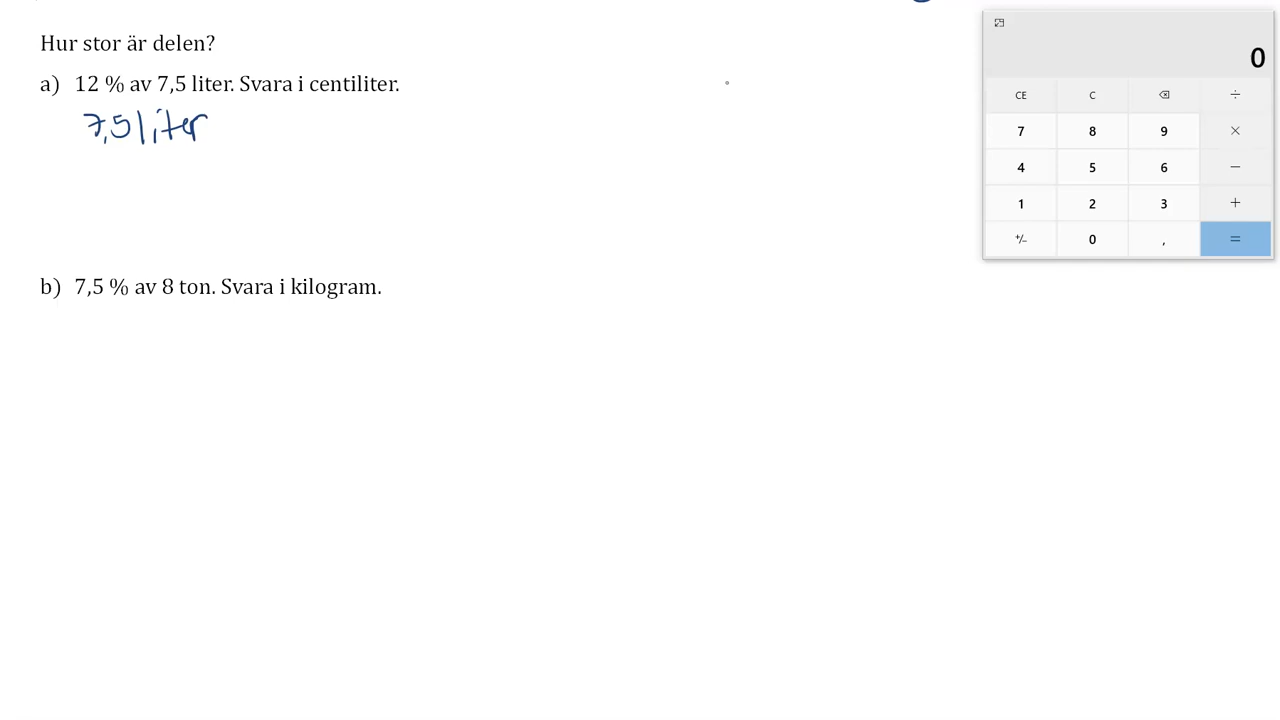 Hur stor är delen?
a) 12 % av 7,5 liter. Svara i centiliter.
7,5 liter
b) 7,5 % av 8 ton. Svara i kilogram.
0
CE C ⌫ ÷
7 8 9 ×
4 5 6 −
1 2 3 +
+/− 0 , =